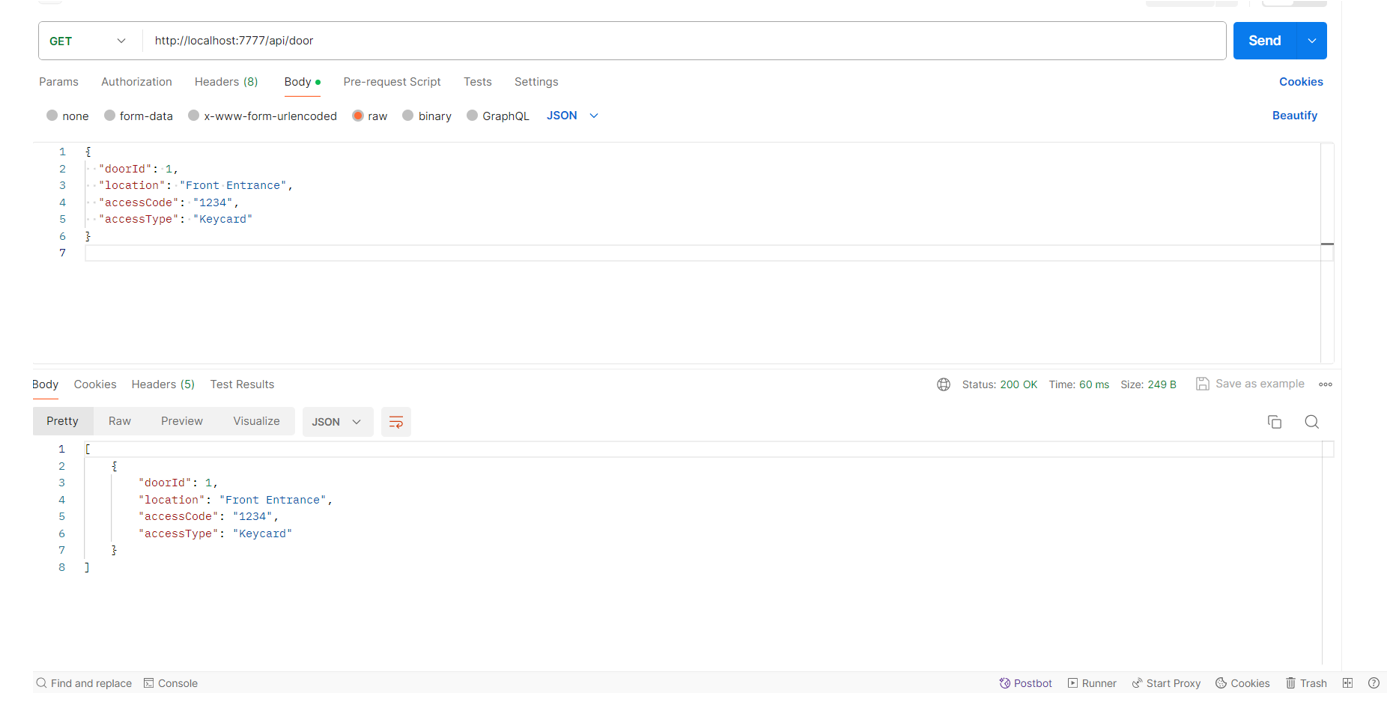 GET http://localhost:7777/api/door Send
Params Authorization Headers (8) Body Pre-request Script Tests Settings Cookies
none form-data x-www-form-urlencoded raw binary GraphQL JSON Beautify
1 {
2 "doorId": 1,
3 "location": "Front Entrance",
4 "accessCode": "1234",
5 "accessType": "Keycard"
6 }
7
Body Cookies Headers (5) Test Results Status: 200 OK Time: 60 ms Size: 249 B Save as example
Pretty Raw Preview Visualize JSON
1 [
2 {
3 "doorId": 1,
4 "location": "Front Entrance",
5 "accessCode": "1234",
6 "accessType": "Keycard"
7 }
8 ]
Find and replace Console Postbot Runner Start Proxy Cookies Trash